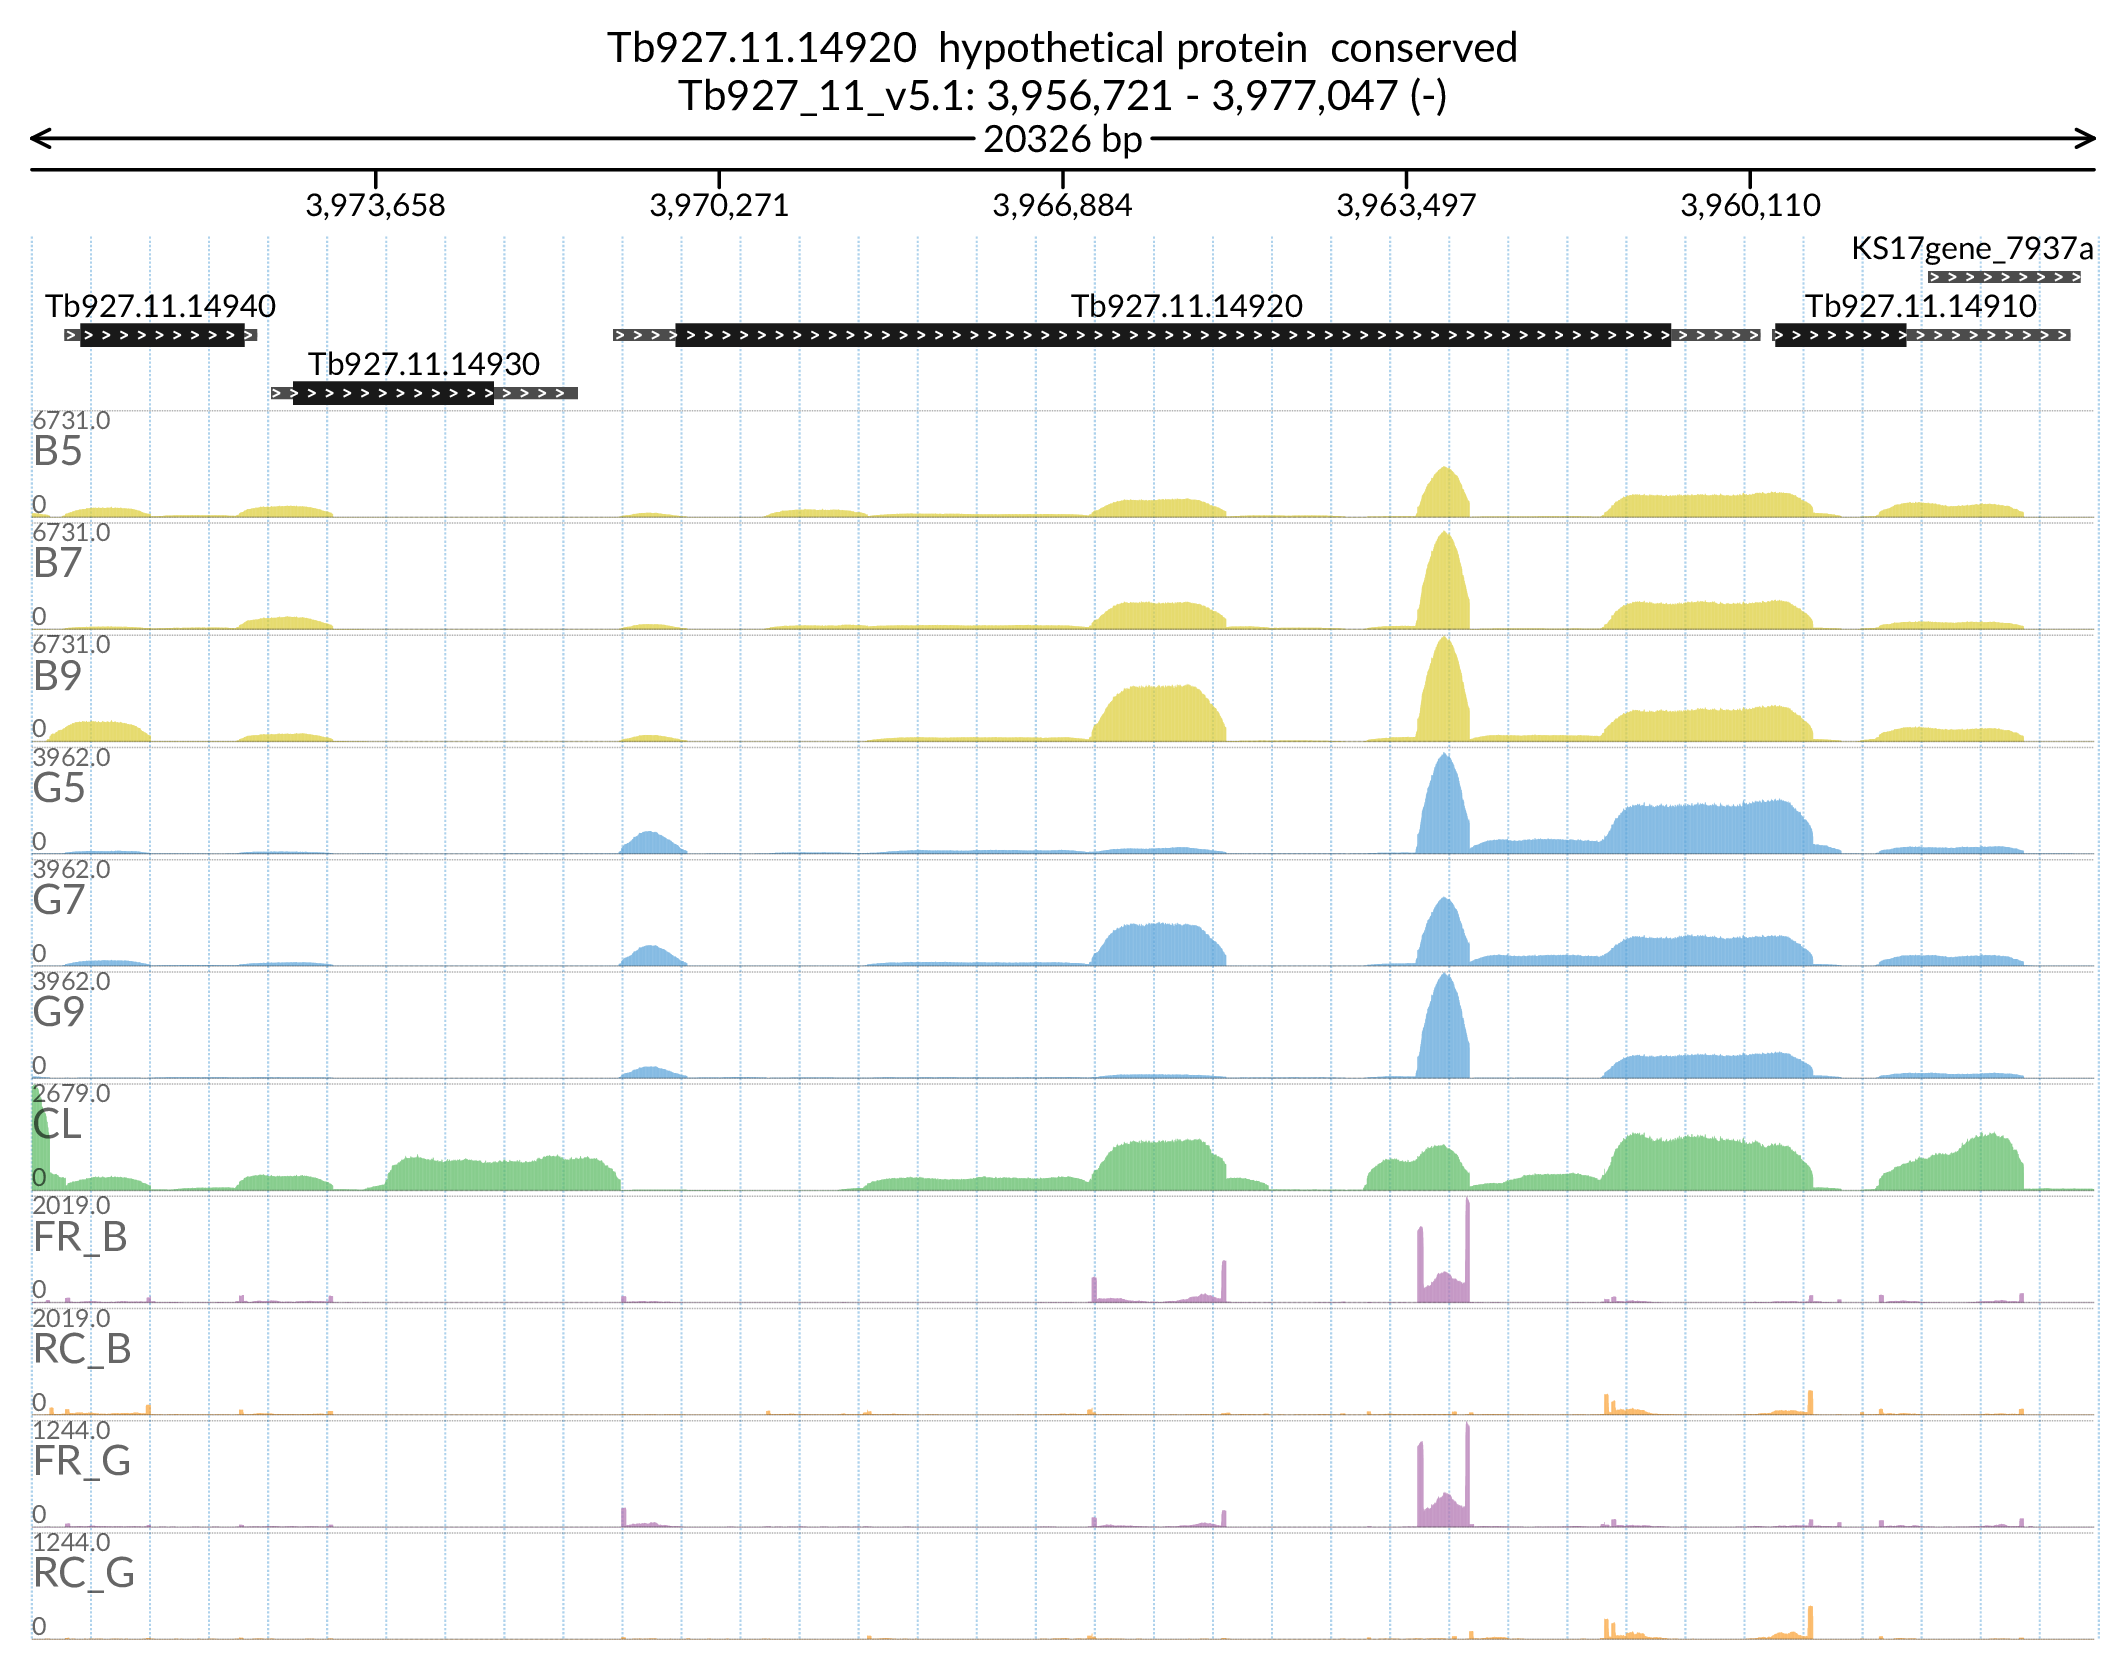 Tb927.11.14920  hypothetical protein  conserved
Tb927_11_v5.1: 3,956,721 - 3,977,047 (-)
20326 bp
3,973,658 3,970,271 3,966,884 3,963,497 3,960,110
KS17gene_7937a
Tb927.11.14940 Tb927.11.14920 Tb927.11.14910
Tb927.11.14930
6731.0
B5
0
6731.0
B7
0
6731.0
B9
0
3962.0
G5
0
3962.0
G7
0
3962.0
G9
0
2679.0
CL
0
2019.0
FR_B
0
2019.0
RC_B
0
1244.0
FR_G
0
1244.0
RC_G
0